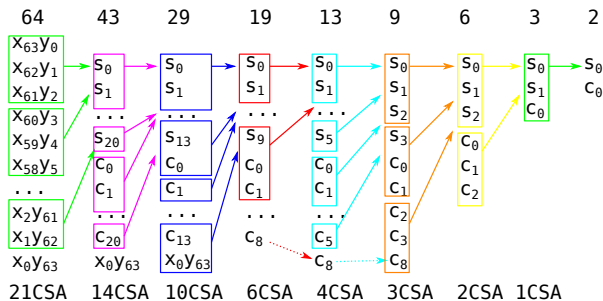 64 43 29 19 13 9 6 3 2
x₆₃y₀
x₆₂y₁ s₀ s₀ s₀ s₀ s₀ s₀ s₀ s₀
x₆₁y₂ s₁ s₁ s₁ s₁ s₁ s₁ s₁ c₀
x₆₀y₃ ... ... ... ... s₂ s₂ c₀
x₅₉y₄ s₂₀ s₁₃ s₉ s₅ s₃ c₀
x₅₈y₅ c₀ c₀ c₀ c₀ c₀ c₁
... c₁ c₁ c₁ c₁ c₁ c₂
x₂y₆₁ ... ... ... ... c₂
x₁y₆₂ c₂₀ c₁₃ c₈ c₅ c₃
x₀y₆₃ x₀y₆₃ x₀y₆₃ c₈ c₈
21CSA 14CSA 10CSA 6CSA 4CSA 3CSA 2CSA 1CSA